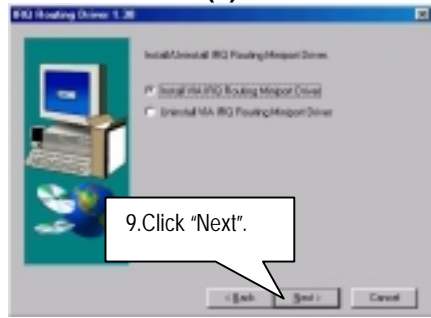 IRQ Routing Driver 1.3
Install/Uninstall IRQ Routing Miniport Driver.
Install VIA IRQ Routing Miniport Driver
Uninstall VIA IRQ Routing Miniport Driver
9.Click “Next”.
< Back Next > Cancel